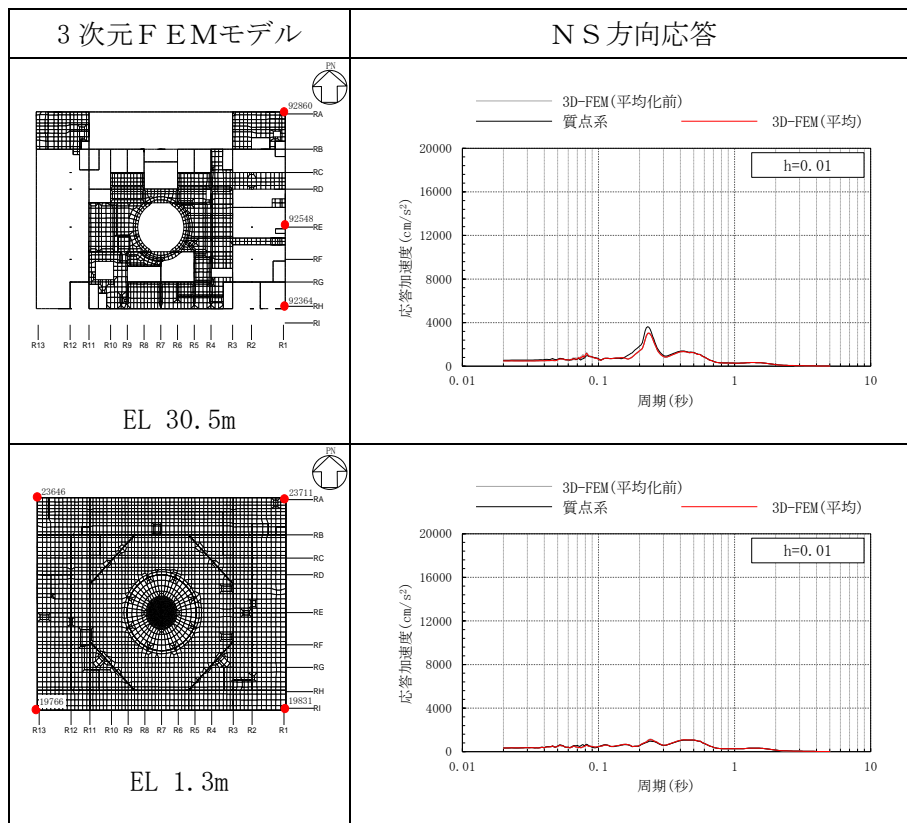 3次元FEMモデル
NS方向応答
PN
92860
RA
RB
RC
RD
92548
RE
RF
RG
92364
RH
RI
R13 R12 R11 R10 R9 R8 R7 R6 R5 R4 R3 R2 R1
EL 30.5m
3D-FEM(平均化前)
質点系 3D-FEM(平均)
h=0.01
20000
16000
12000
8000
4000
0
応答加速度(cm/s²)
0.01 0.1 1 10
周期(秒)
PN
23646 23711
RA
RB
RC
RD
RE
RF
RG
RH
19766 19831
RI
R13 R12 R11 R10 R9 R8 R7 R6 R5 R4 R3 R2 R1
EL 1.3m
3D-FEM(平均化前)
質点系 3D-FEM(平均)
h=0.01
20000
16000
12000
8000
4000
0
応答加速度(cm/s²)
0.01 0.1 1 10
周期(秒)